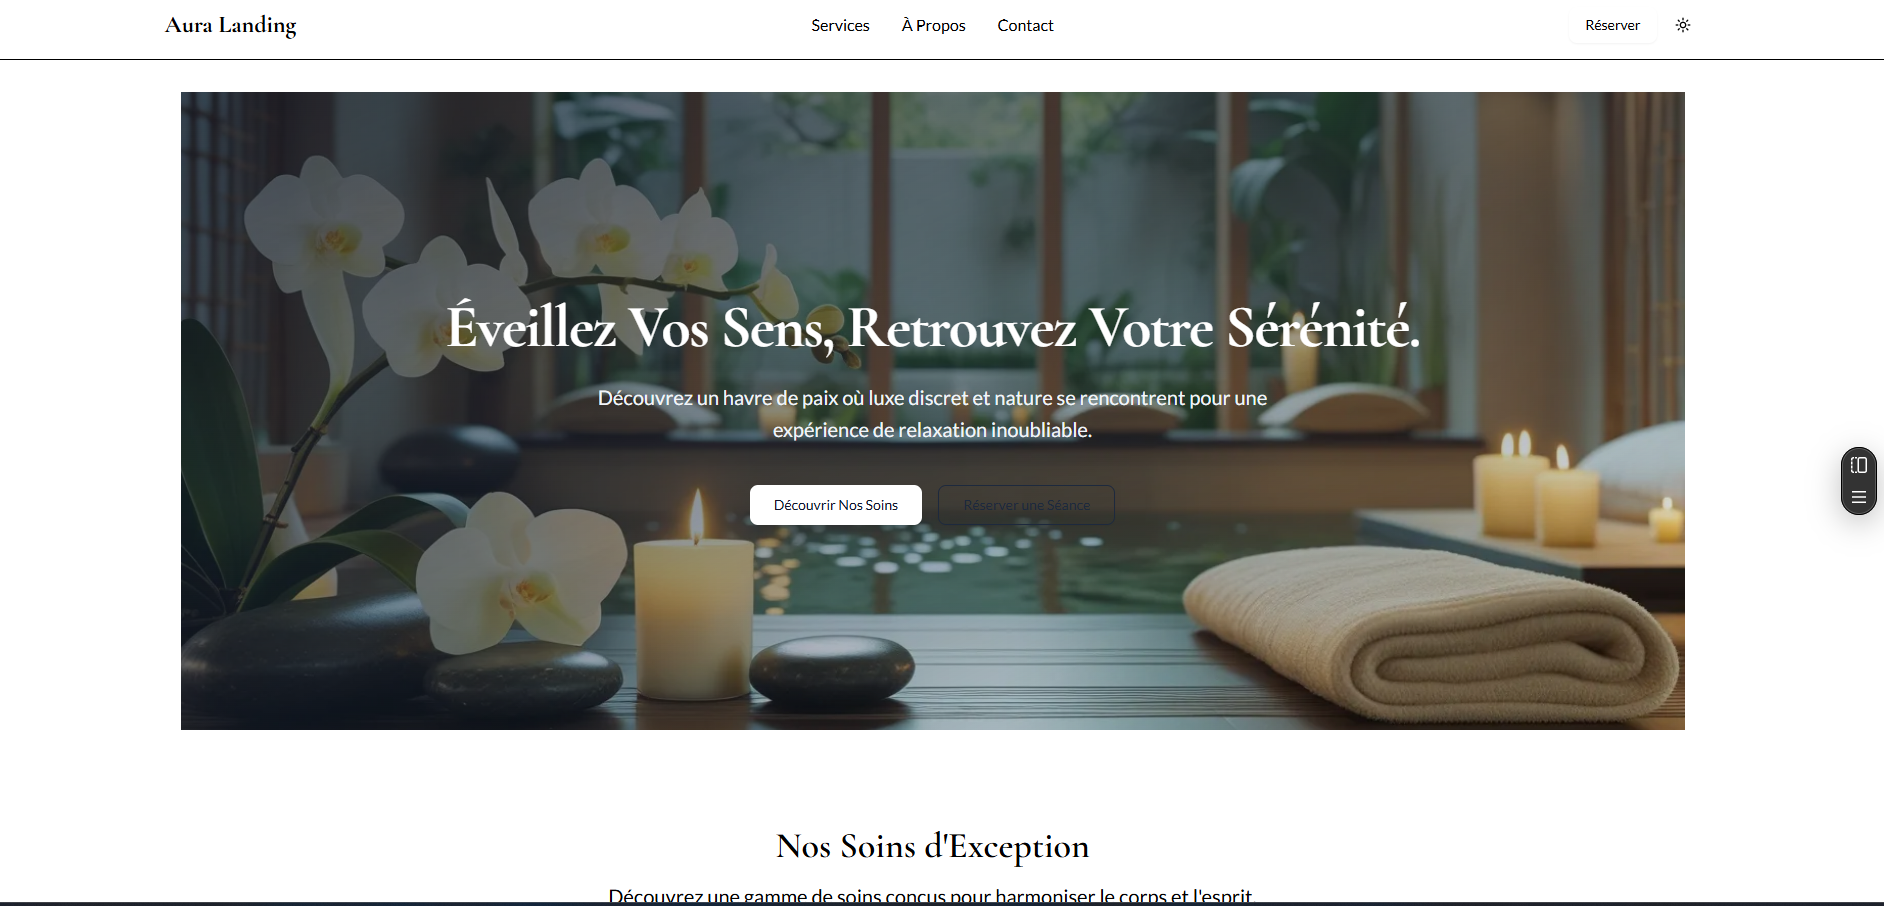 Aura Landing
Services
À Propos
Contact
Réserver
Éveillez Vos Sens, Retrouvez Votre Sérénité.
Découvrez un havre de paix où luxe discret et nature se rencontrent pour une
expérience de relaxation inoubliable.
Découvrir Nos Soins
Réserver une Séance
Nos Soins d'Exception
Découvrez une gamme de soins conçus pour harmoniser le corps et l'esprit.